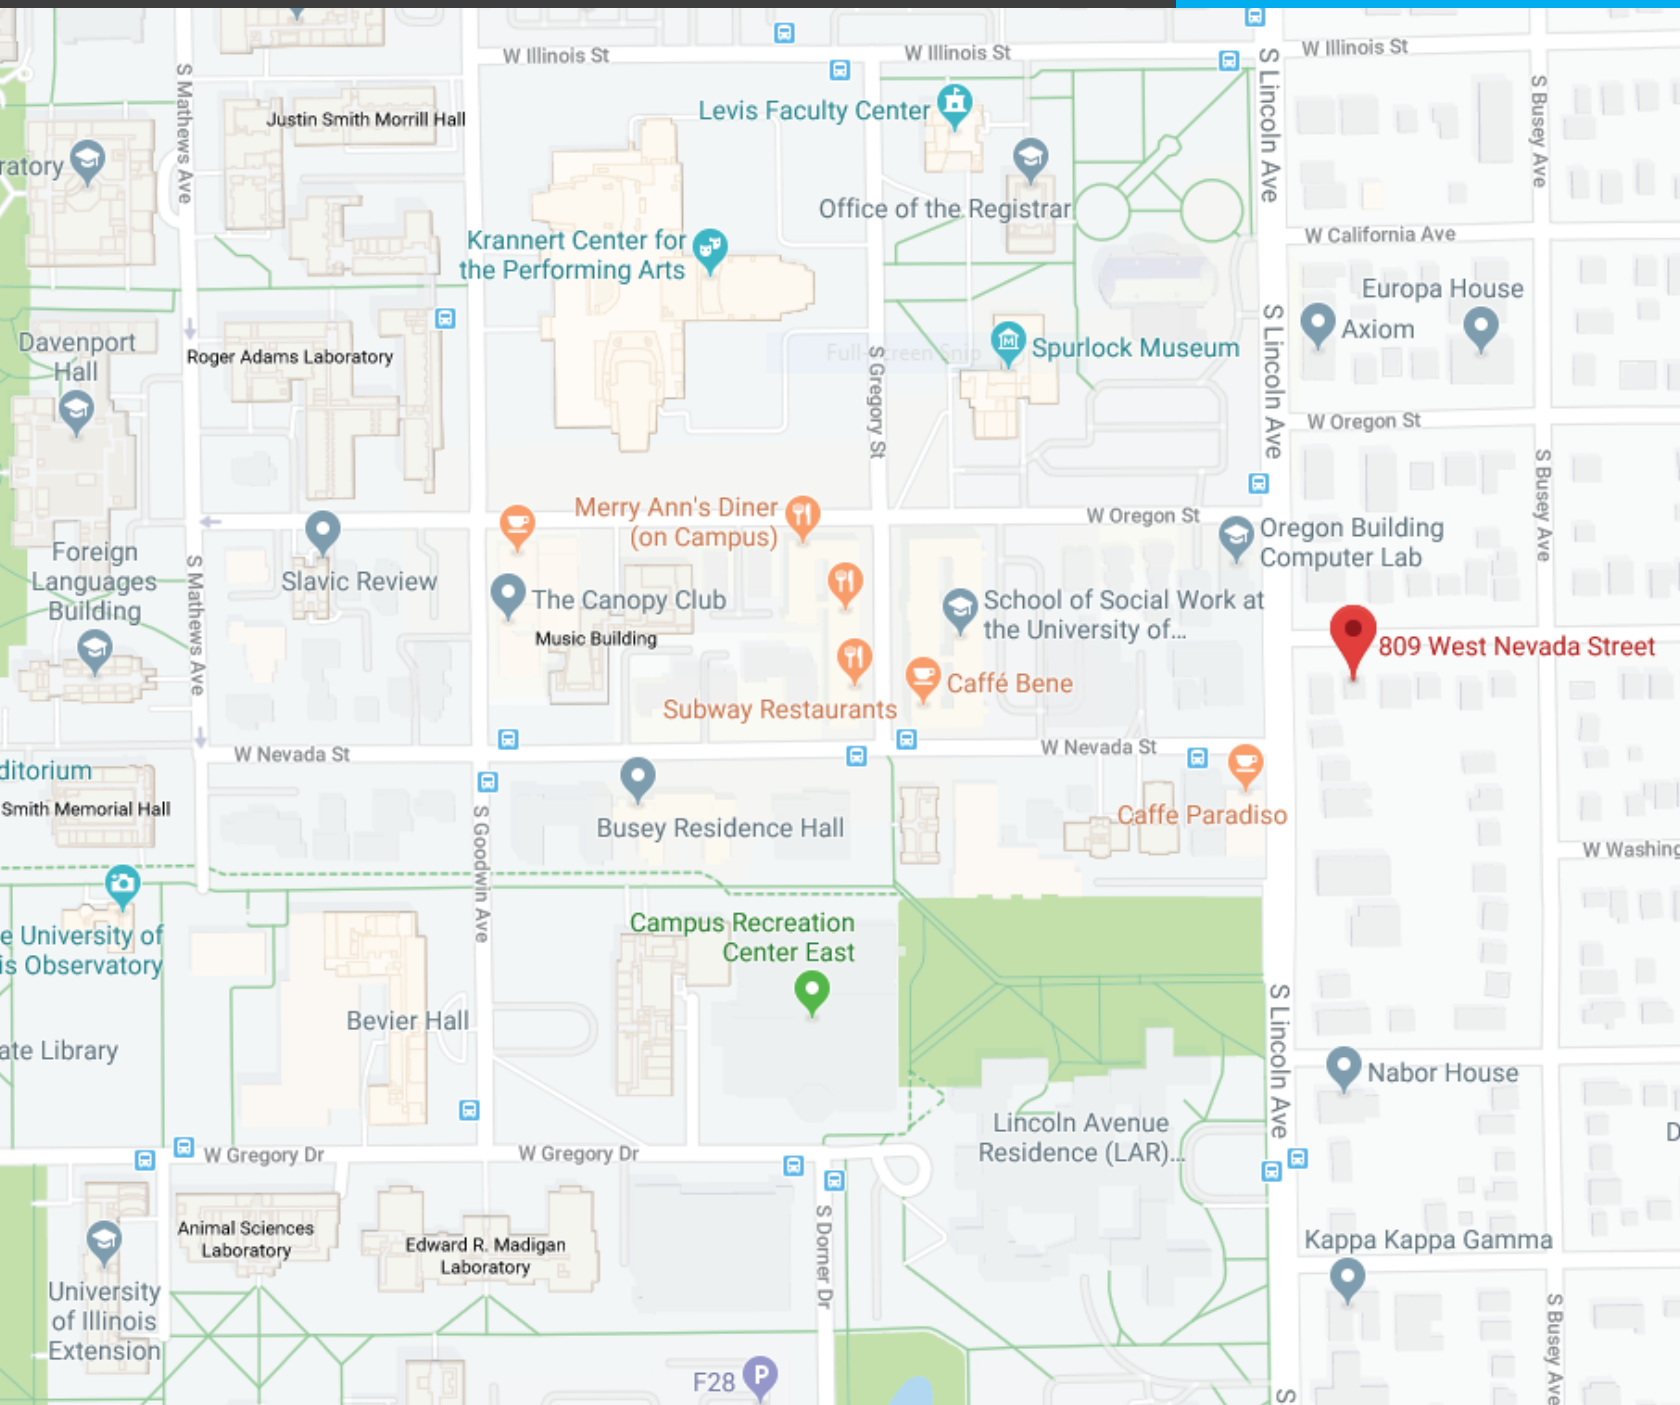 W Illinois St
W Illinois St
W Illinois St
S Mathews Ave
Justin Smith Morrill Hall
Levis Faculty Center
S Lincoln Ave
S Busey Ave
ratory
Office of the Registrar
Krannert Center for
the Performing Arts
W California Ave
Europa House
Axiom
Davenport
Hall
Roger Adams Laboratory
Full-screen Snip
S Gregory St
Spurlock Museum
S Lincoln Ave
W Oregon St
S Busey Ave
Merry Ann's Diner
(on Campus)
W Oregon St
Oregon Building
Computer Lab
Foreign
Languages
Building
S Mathews Ave
Slavic Review
The Canopy Club
Music Building
School of Social Work at
the University of...
809 West Nevada Street
Caffé Bene
Subway Restaurants
W Nevada St
W Nevada St
ditorium
Smith Memorial Hall
S Goodwin Ave
Busey Residence Hall
Caffe Paradiso
W Washing
e University of
is Observatory
Campus Recreation
Center East
Bevier Hall
S Lincoln Ave
ate Library
Nabor House
Lincoln Avenue
Residence (LAR)...
D
W Gregory Dr
W Gregory Dr
Animal Sciences
Laboratory
Edward R. Madigan
Laboratory
S Dorner Dr
Kappa Kappa Gamma
University
of Illinois
Extension
S Busey Ave
F28
P
S